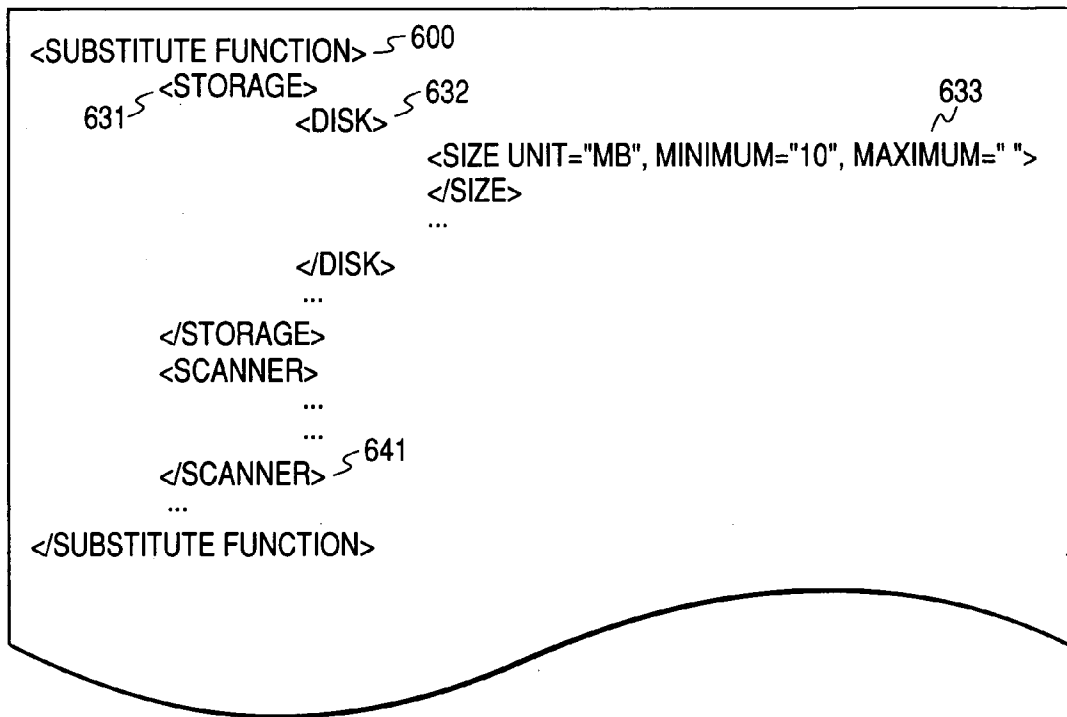 <SUBSTITUTE FUNCTION> 600
631 <STORAGE>
<DISK> 632
633
<SIZE UNIT="MB", MINIMUM="10", MAXIMUM=" ">
</SIZE>
...
</DISK>
...
</STORAGE>
<SCANNER>
...
...
</SCANNER> 641
...
</SUBSTITUTE FUNCTION>